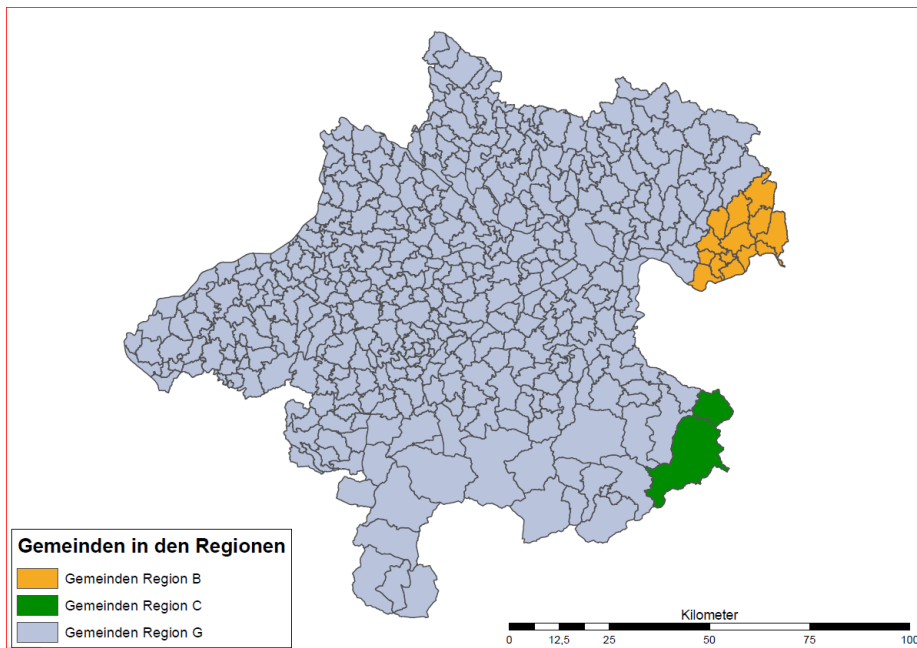 Gemeinden in den Regionen
Gemeinden Region B
Gemeinden Region C
Gemeinden Region G
Kilometer
0 12,5 25 50 75 100